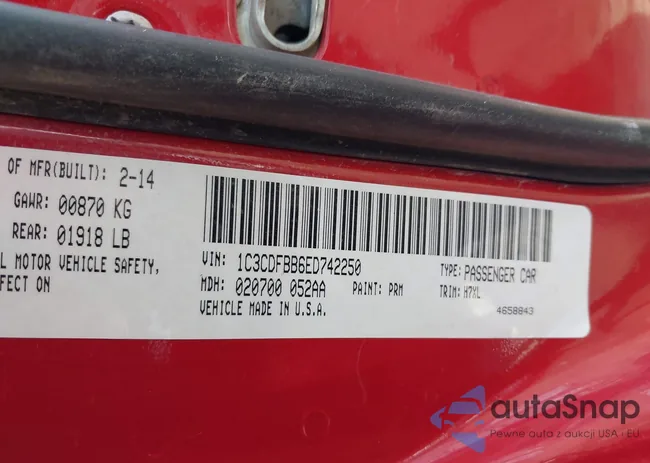 OF MFR(BUILT): 2-14
GAWR: 00870 KG
REAR: 01918 LB
L MOTOR VEHICLE SAFETY,
FECT ON
VIN: 1C3CDFBB6ED742250
TYPE: PASSENGER CAR
MDH: 020700 052AA
PAINT: PRM
TRIM: H7XL
VEHICLE MADE IN U.S.A.
4658843
autaSnap
Pewne auta z aukcji USA i EU